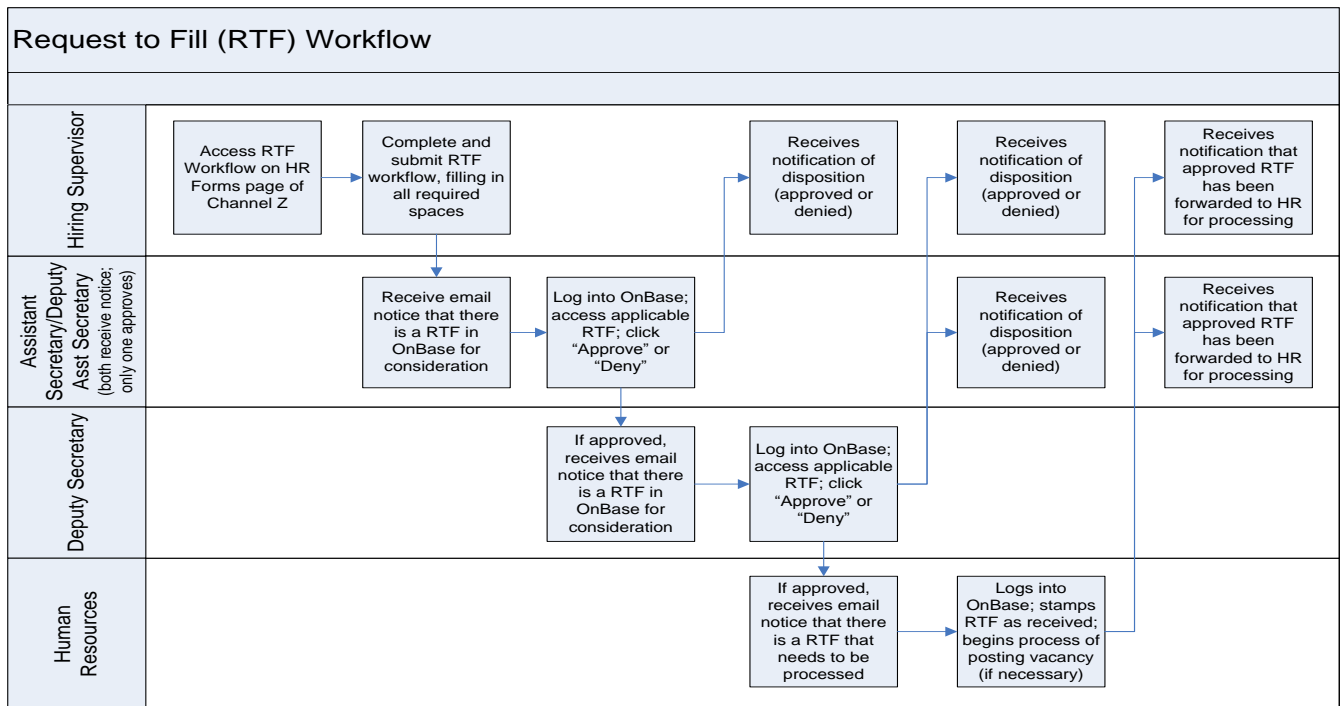 Request to Fill (RTF) Workflow
Hiring Supervisor
Access RTF
Workflow on HR
Forms page of
Channel Z
Complete and
submit RTF
workflow, filling in
all required
spaces
Receives
notification of
disposition
(approved or
denied)
Receives
notification of
disposition
(approved or
denied)
Receives
notification that
approved RTF
has been
forwarded to HR
for processing
Assistant
Secretary/Deputy
Asst Secretary
(both receive notice;
only one approves)
Receive email
notice that there
is a RTF in
OnBase for
consideration
Log into OnBase;
access applicable
RTF; click
“Approve” or
“Deny”
Receives
notification of
disposition
(approved or
denied)
Receives
notification that
approved RTF
has been
forwarded to HR
for processing
Deputy Secretary
If approved,
receives email
notice that there
is a RTF in
OnBase for
consideration
Log into OnBase;
access applicable
RTF; click
“Approve” or
“Deny”
Human
Resources
If approved,
receives email
notice that there
is a RTF that
needs to be
processed
Logs into
OnBase; stamps
RTF as received;
begins process of
posting vacancy
(if necessary)